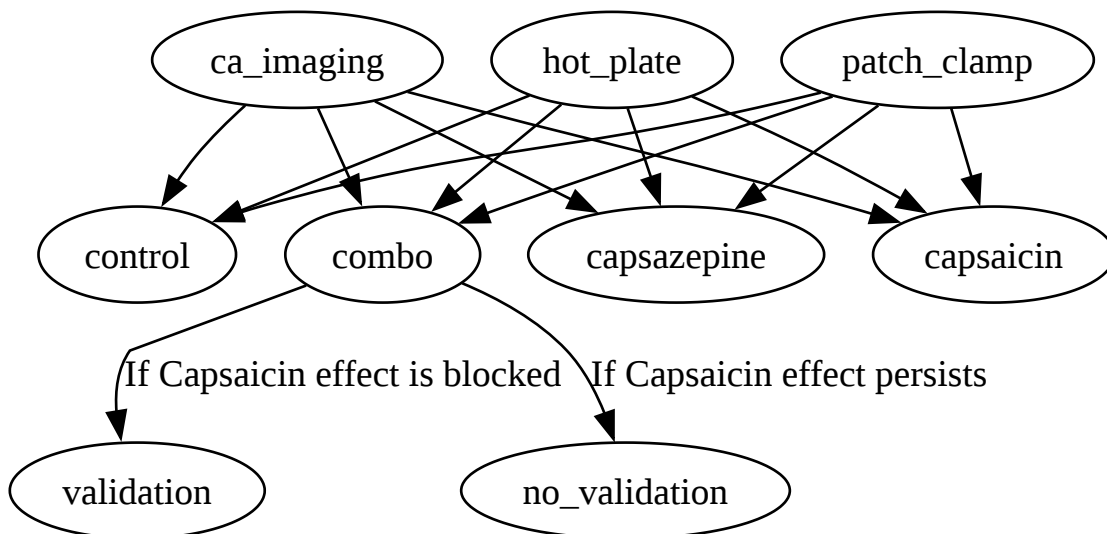 ca_imaging
hot_plate
patch_clamp
control
combo
capsazepine
capsaicin
If Capsaicin effect is blocked
If Capsaicin effect persists
validation
no_validation